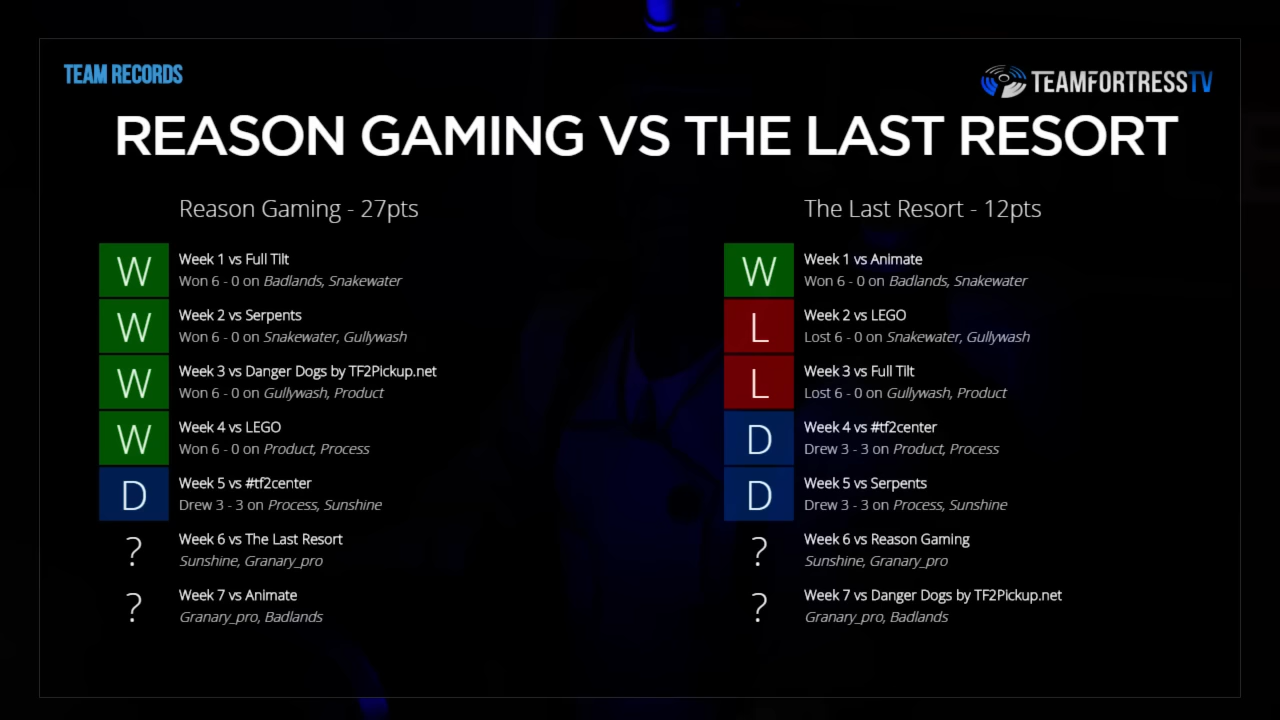 TEAM RECORDS
TEAMFORTRESSTV
REASON GAMING VS THE LAST RESORT
Reason Gaming - 27pts
W
Week 1 vs Full Tilt
Won 6 - 0 on Badlands, Snakewater
W
Week 2 vs Serpents
Won 6 - 0 on Snakewater, Gullywash
W
Week 3 vs Danger Dogs by TF2Pickup.net
Won 6 - 0 on Gullywash, Product
W
Week 4 vs LEGO
Won 6 - 0 on Product, Process
D
Week 5 vs #tf2center
Drew 3 - 3 on Process, Sunshine
?
Week 6 vs The Last Resort
Sunshine, Granary_pro
?
Week 7 vs Animate
Granary_pro, Badlands
The Last Resort - 12pts
W
Week 1 vs Animate
Won 6 - 0 on Badlands, Snakewater
L
Week 2 vs LEGO
Lost 6 - 0 on Snakewater, Gullywash
L
Week 3 vs Full Tilt
Lost 6 - 0 on Gullywash, Product
D
Week 4 vs #tf2center
Drew 3 - 3 on Product, Process
D
Week 5 vs Serpents
Drew 3 - 3 on Process, Sunshine
?
Week 6 vs Reason Gaming
Sunshine, Granary_pro
?
Week 7 vs Danger Dogs by TF2Pickup.net
Granary_pro, Badlands